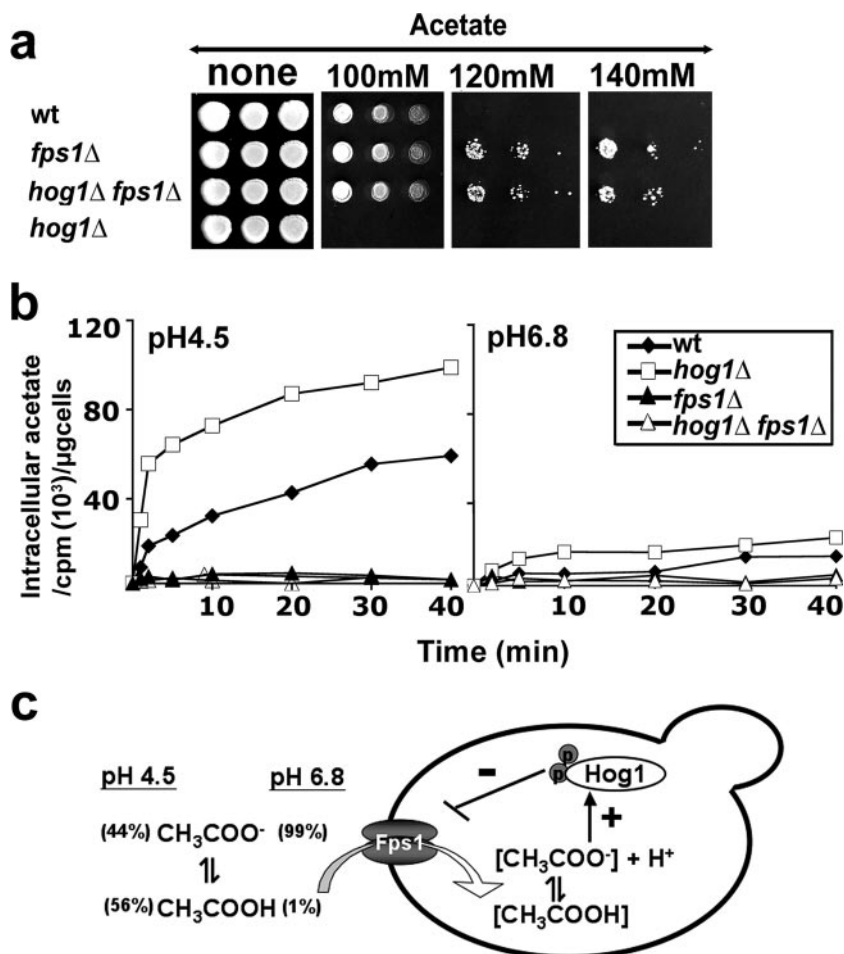 a
Acetate
none 100mM 120mM 140mM
wt
fps1Δ
hog1Δ fps1Δ
hog1Δ
b
Intracellular acetate
/cpm (10³)/µgcells
120
80
40
pH4.5
pH6.8
wt
hog1Δ
fps1Δ
hog1Δ fps1Δ
10 20 30 40
10 20 30 40
Time (min)
c
pH 4.5 pH 6.8
(44%) CH₃COO⁻ (99%)
⇌
(56%) CH₃COOH (1%)
Fps1
-
p
p
Hog1
+
[CH₃COO⁻] + H⁺
⇌
[CH₃COOH]